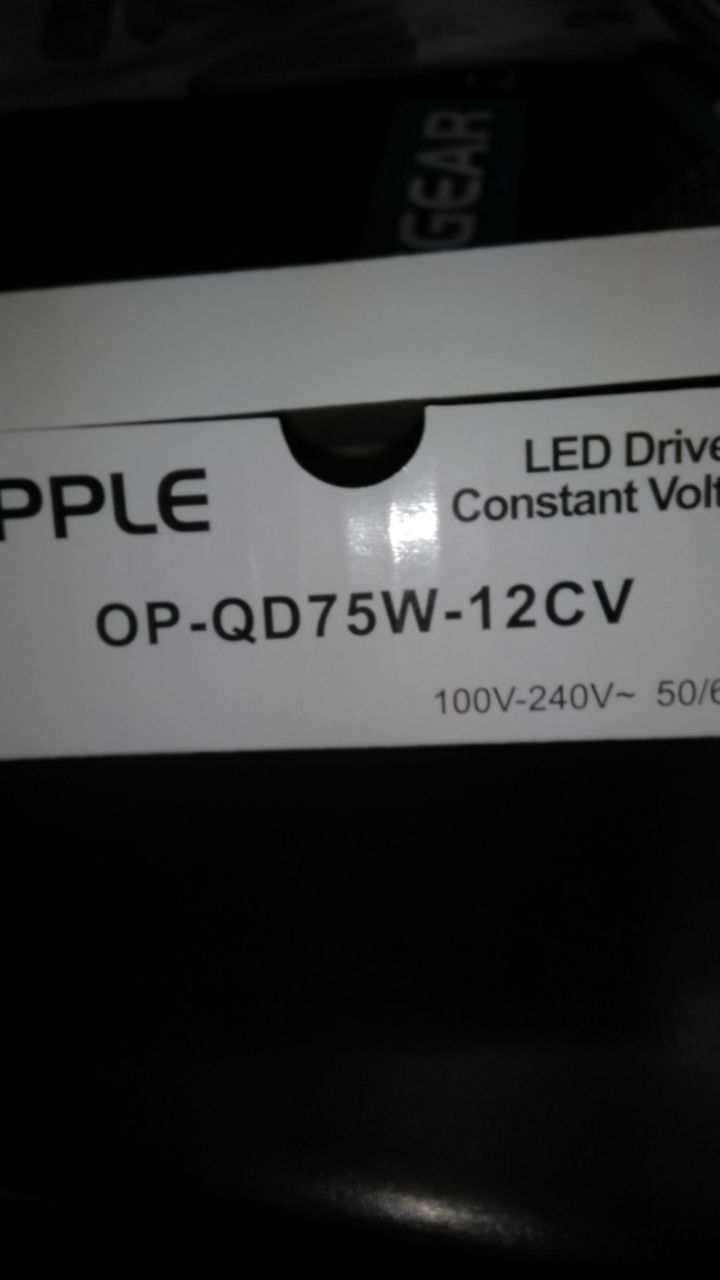 GEAR
PPLE
LED Drive
Constant Volt
OP-QD75W-12CV
100V-240V~ 50/6